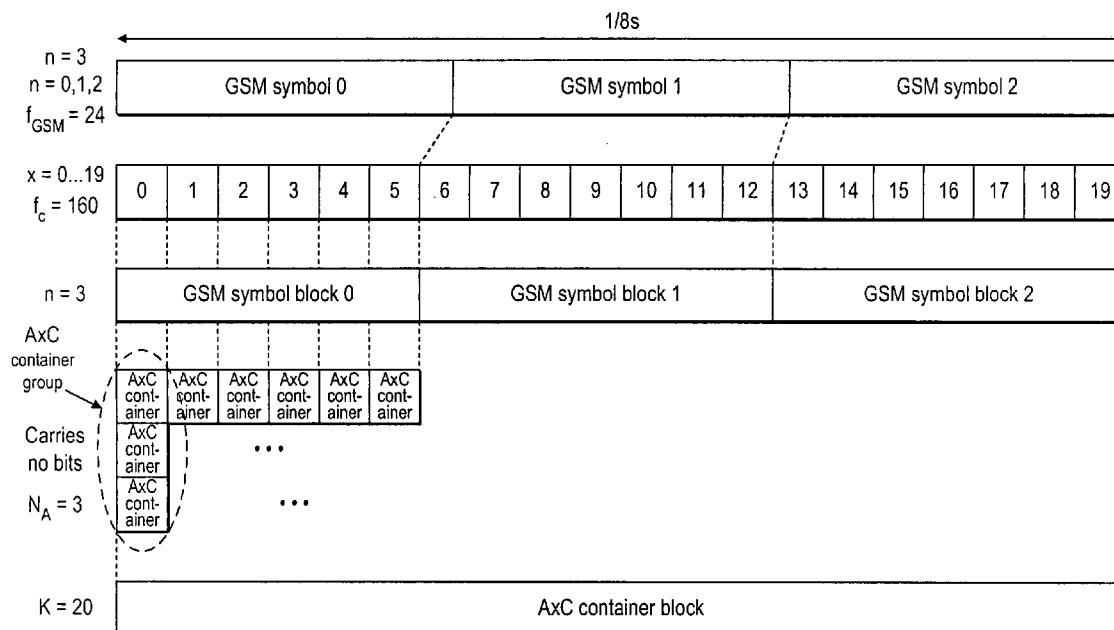 1/8s
n = 3
n = 0,1,2
f_GSM = 24
GSM symbol 0
GSM symbol 1
GSM symbol 2
x = 0...19
f_c = 160
0 1 2 3 4 5 6 7 8 9 10 11 12 13 14 15 16 17 18 19
n = 3
GSM symbol block 0
GSM symbol block 1
GSM symbol block 2
AxC
container
group
AxC
cont-
ainer
AxC
cont-
ainer
AxC
cont-
ainer
AxC
cont-
ainer
AxC
cont-
ainer
AxC
cont-
ainer
Carries
no bits
AxC
cont-
ainer
•••
N_A = 3
AxC
cont-
ainer
•••
K = 20
AxC container block